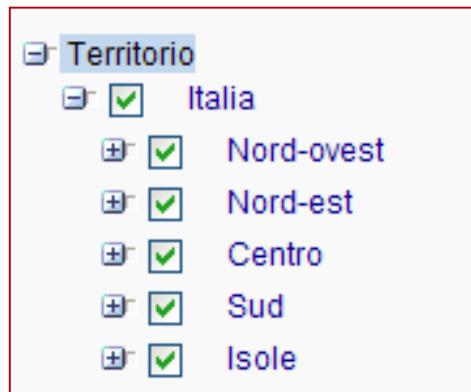 Territorio
Italia
Nord-ovest
Nord-est
Centro
Sud
Isole